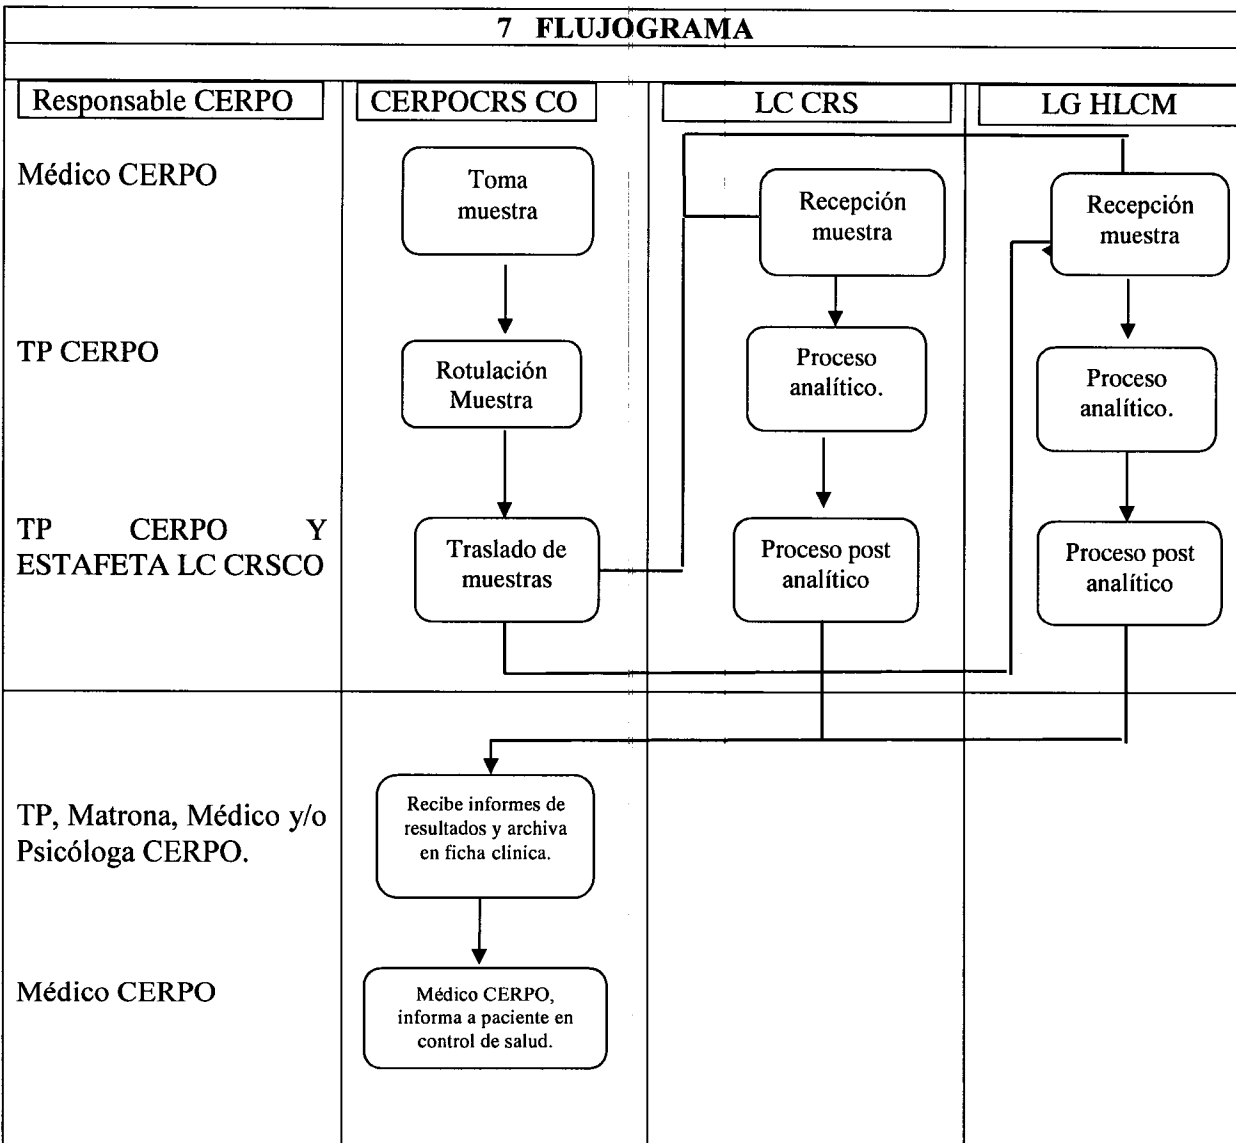 7 FLUJOGRAMA
Responsable CERPO
CERPOCRS CO
LC CRS
LG HLCM
Médico CERPO
Toma
muestra
Recepción
muestra
Recepción
muestra
TP CERPO
Rotulación
Muestra
Proceso
analítico.
Proceso
analítico.
TP CERPO Y
ESTAFETA LC CRSCO
Traslado de
muestras
Proceso post
analítico
Proceso post
analítico
TP, Matrona, Médico y/o
Psicóloga CERPO.
Recibe informes de
resultados y archiva
en ficha clínica.
Médico CERPO
Médico CERPO,
informa a paciente en
control de salud.